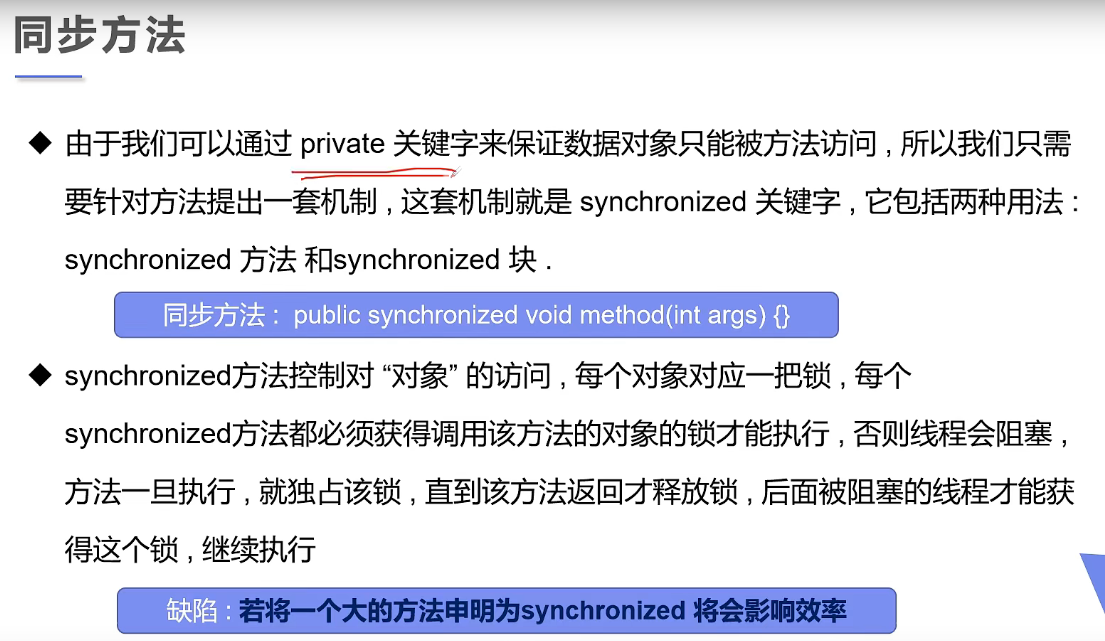 同步方法
◆ 由于我们可以通过 private 关键字来保证数据对象只能被方法访问 , 所以我们只需
要针对方法提出一套机制 , 这套机制就是 synchronized 关键字 , 它包括两种用法 :
synchronized 方法 和synchronized 块 .
同步方法 : public synchronized void method(int args) {}
◆ synchronized方法控制对 “对象” 的访问 , 每个对象对应一把锁 , 每个
synchronized方法都必须获得调用该方法的对象的锁才能执行 , 否则线程会阻塞 ,
方法一旦执行 , 就独占该锁 , 直到该方法返回才释放锁 , 后面被阻塞的线程才能获
得这个锁 , 继续执行
缺陷 : 若将一个大的方法申明为synchronized 将会影响效率